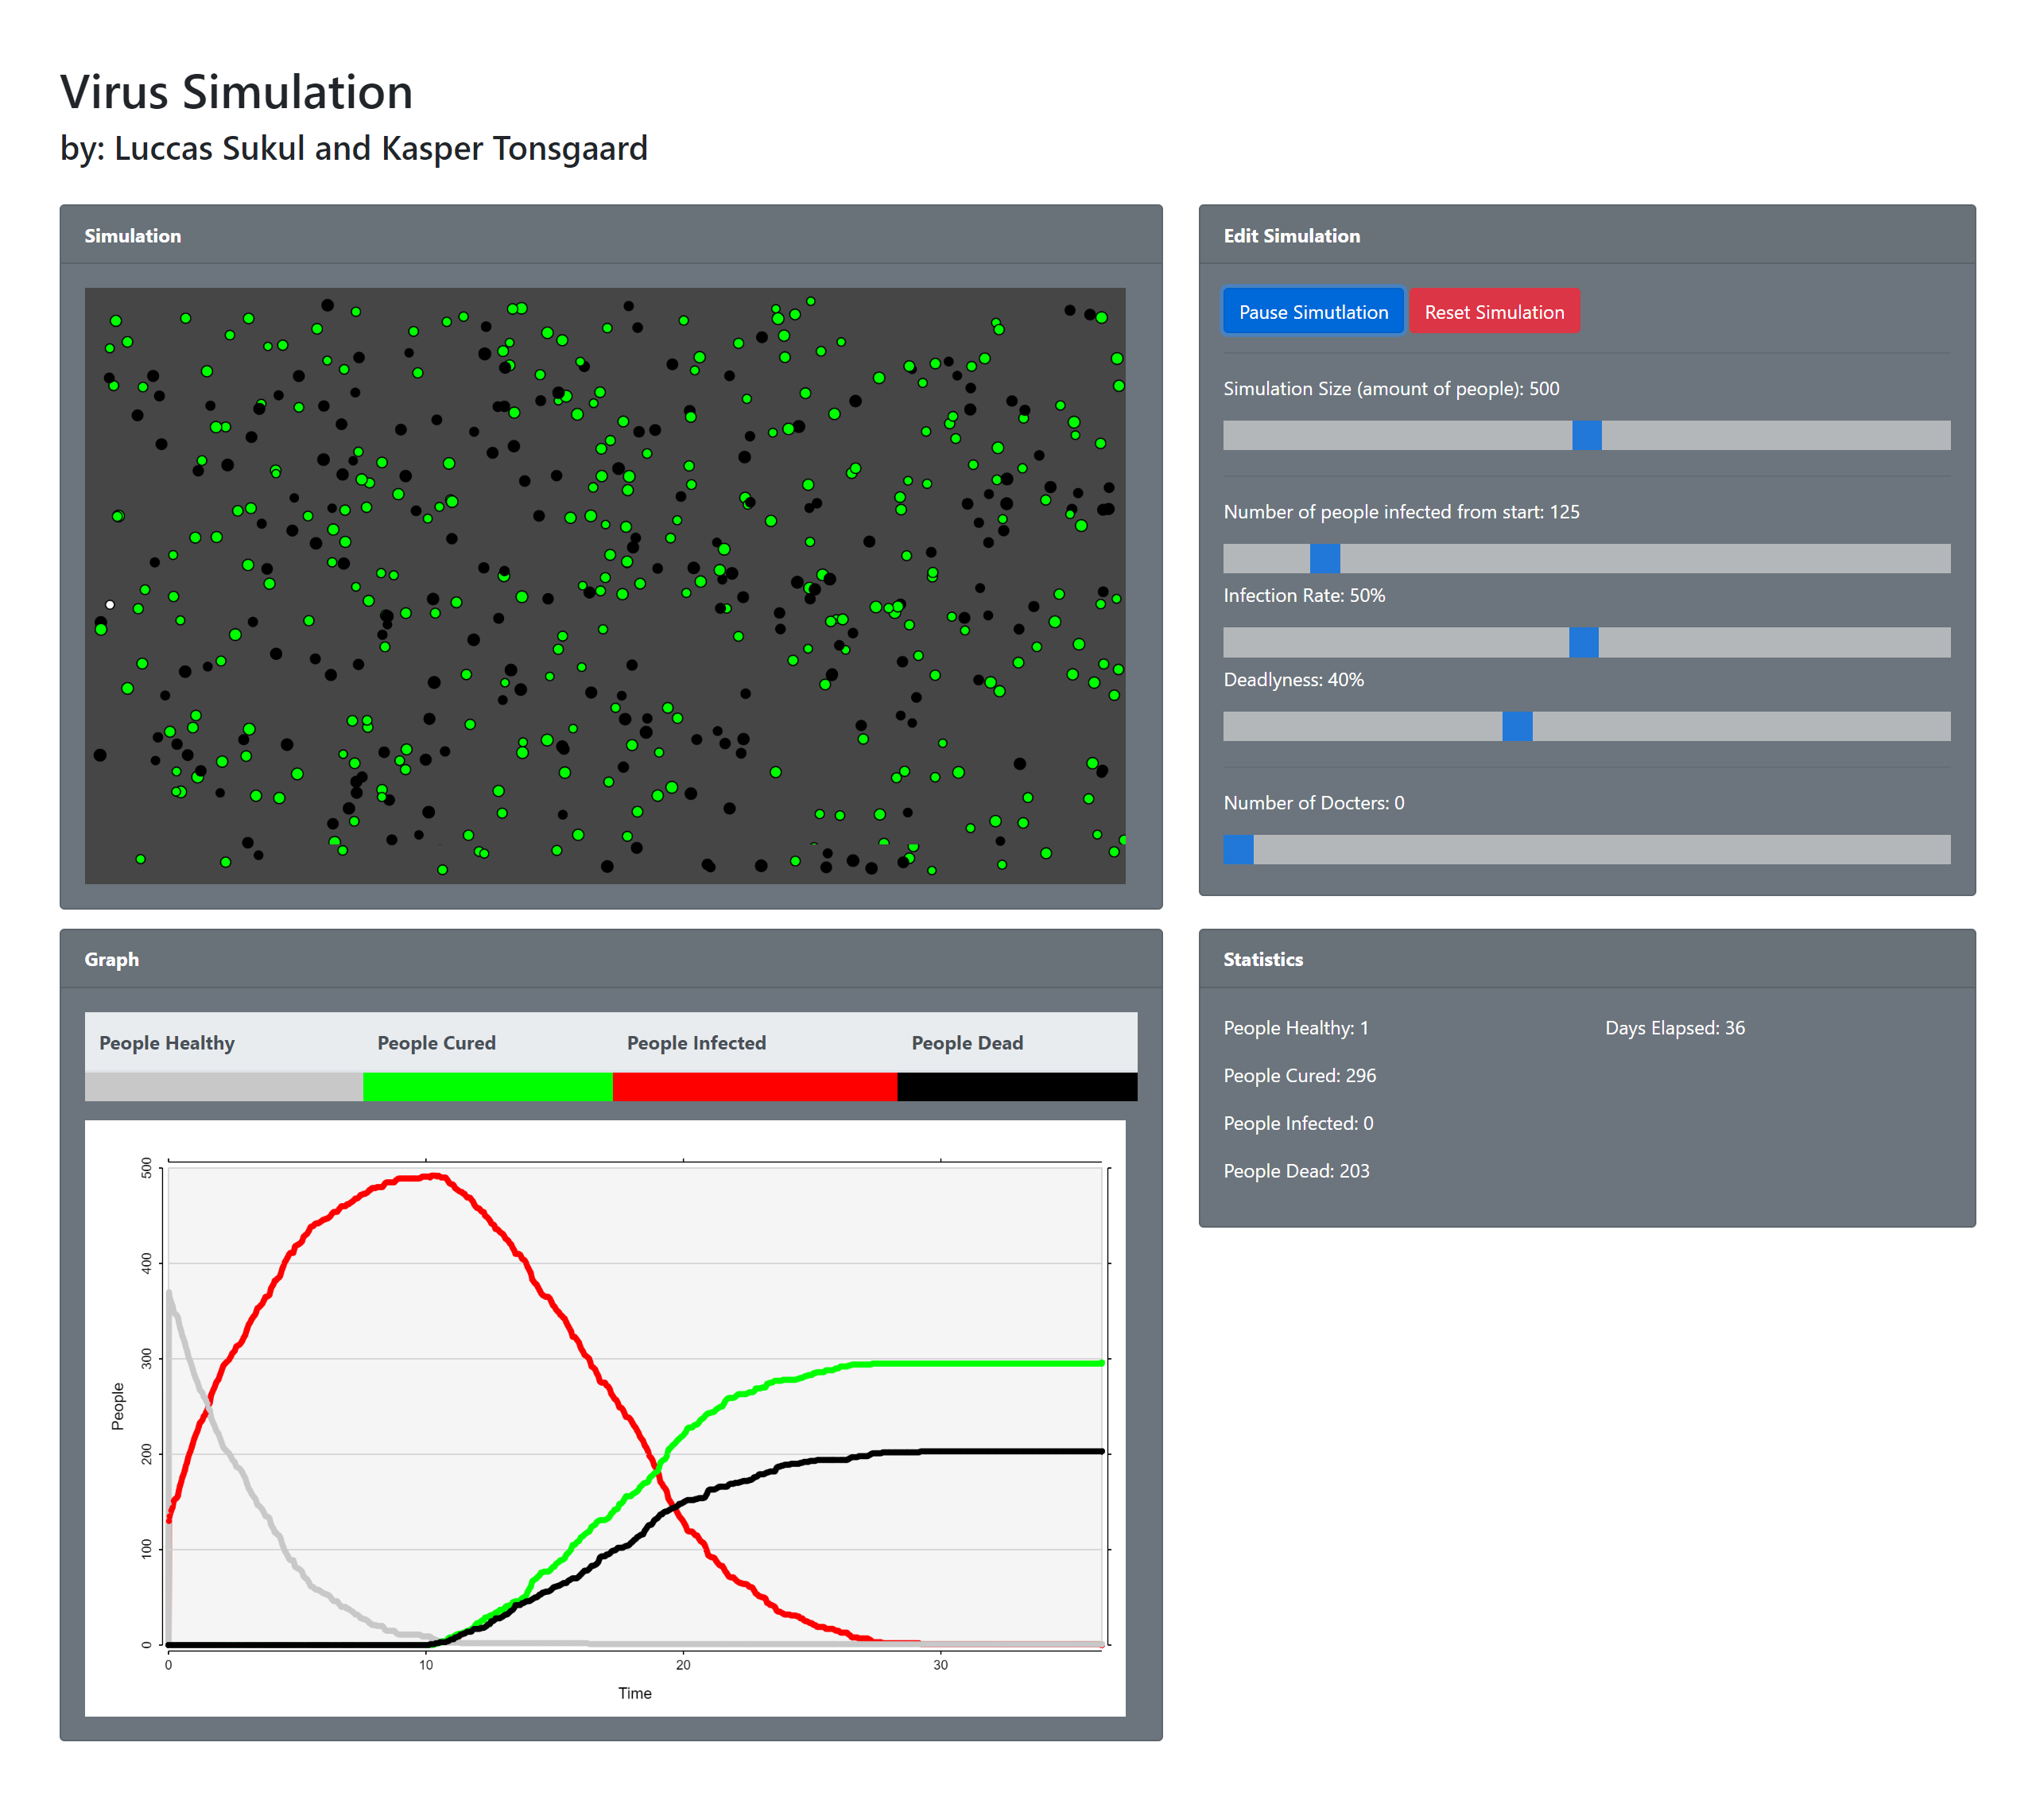 Virus Simulation
by: Luccas Sukul and Kasper Tonsgaard
Simulation
Edit Simulation
Pause Simutlation Reset Simulation
Simulation Size (amount of people): 500
Number of people infected from start: 125
Infection Rate: 50%
Deadlyness: 40%
Number of Docters: 0
Graph
People Healthy People Cured People Infected People Dead
500
400
300
200
100
0
People
0 10 20 30
Time
Statistics
People Healthy: 1 Days Elapsed: 36
People Cured: 296
People Infected: 0
People Dead: 203